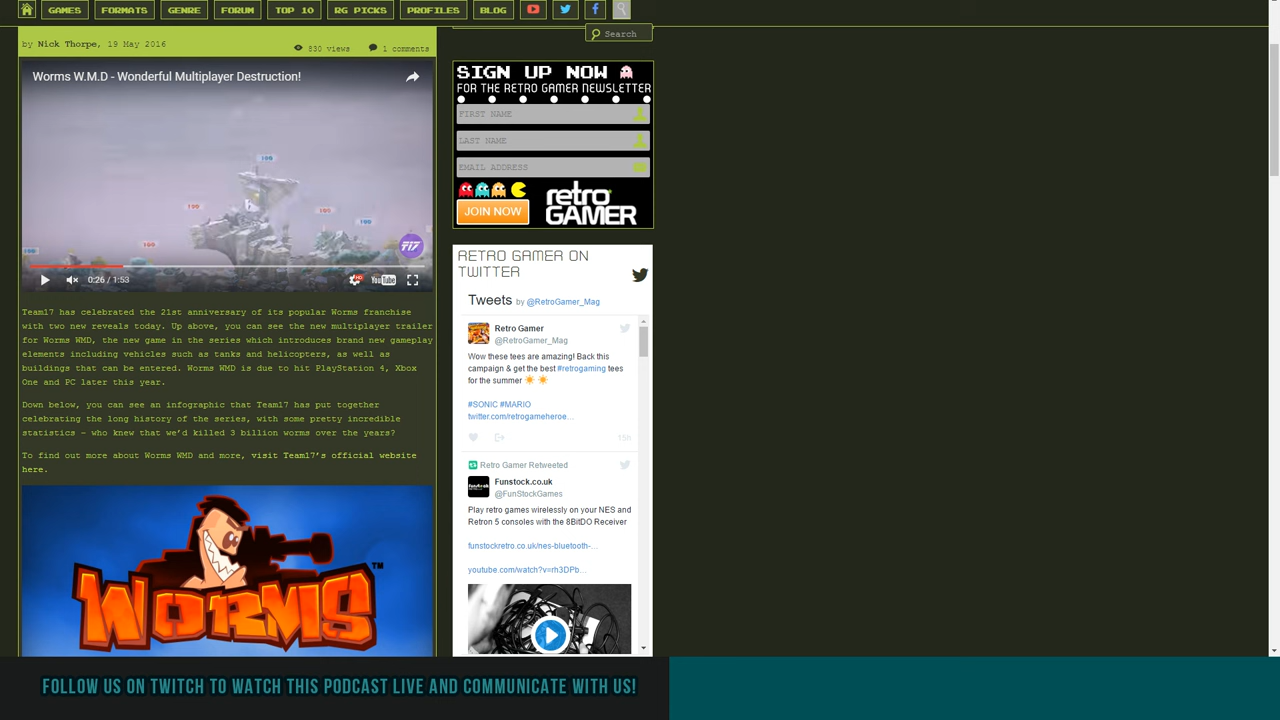 GAMES FORMATS GENRE FORUM TOP 10 RG PICKS PROFILES BLOG
Search
by Nick Thorpe, 19 May 2016 830 views 1 comments
Worms W.M.D - Wonderful Multiplayer Destruction!
100
100
100
100
100
100
T17
0:26 / 1:53 HD YouTube
Team17 has celebrated the 21st anniversary of its popular Worms franchise
with two new reveals today. Up above, you can see the new multiplayer trailer
for Worms WMD, the new game in the series which introduces brand new gameplay
elements including vehicles such as tanks and helicopters, as well as
buildings that can be entered. Worms WMD is due to hit PlayStation 4, Xbox
One and PC later this year.
Down below, you can see an infographic that Team17 has put together
celebrating the long history of the series, with some pretty incredible
statistics – who knew that we'd killed 3 billion worms over the years?
To find out more about Worms WMD and more, visit Team17's official website
here.
WORMS™
SIGN UP NOW
FOR THE RETRO GAMER NEWSLETTER
FIRST NAME
LAST NAME
EMAIL ADDRESS
JOIN NOW
retro
GAMER
RETRO GAMER ON
TWITTER
Tweets by @RetroGamer_Mag
Retro Gamer
@RetroGamer_Mag
Wow these tees are amazing! Back this
campaign & get the best #retrogaming tees
for the summer
#SONIC #MARIO
twitter.com/retrogameheroe…
15h
Retro Gamer Retweeted
Funstock.co.uk
@FunStockGames
Play retro games wirelessly on your NES and
Retron 5 consoles with the 8BitDO Receiver
funstockretro.co.uk/nes-bluetooth-…
youtube.com/watch?v=rh3DPb…
FOLLOW US ON TWITCH TO WATCH THIS PODCAST LIVE AND COMMUNICATE WITH US!